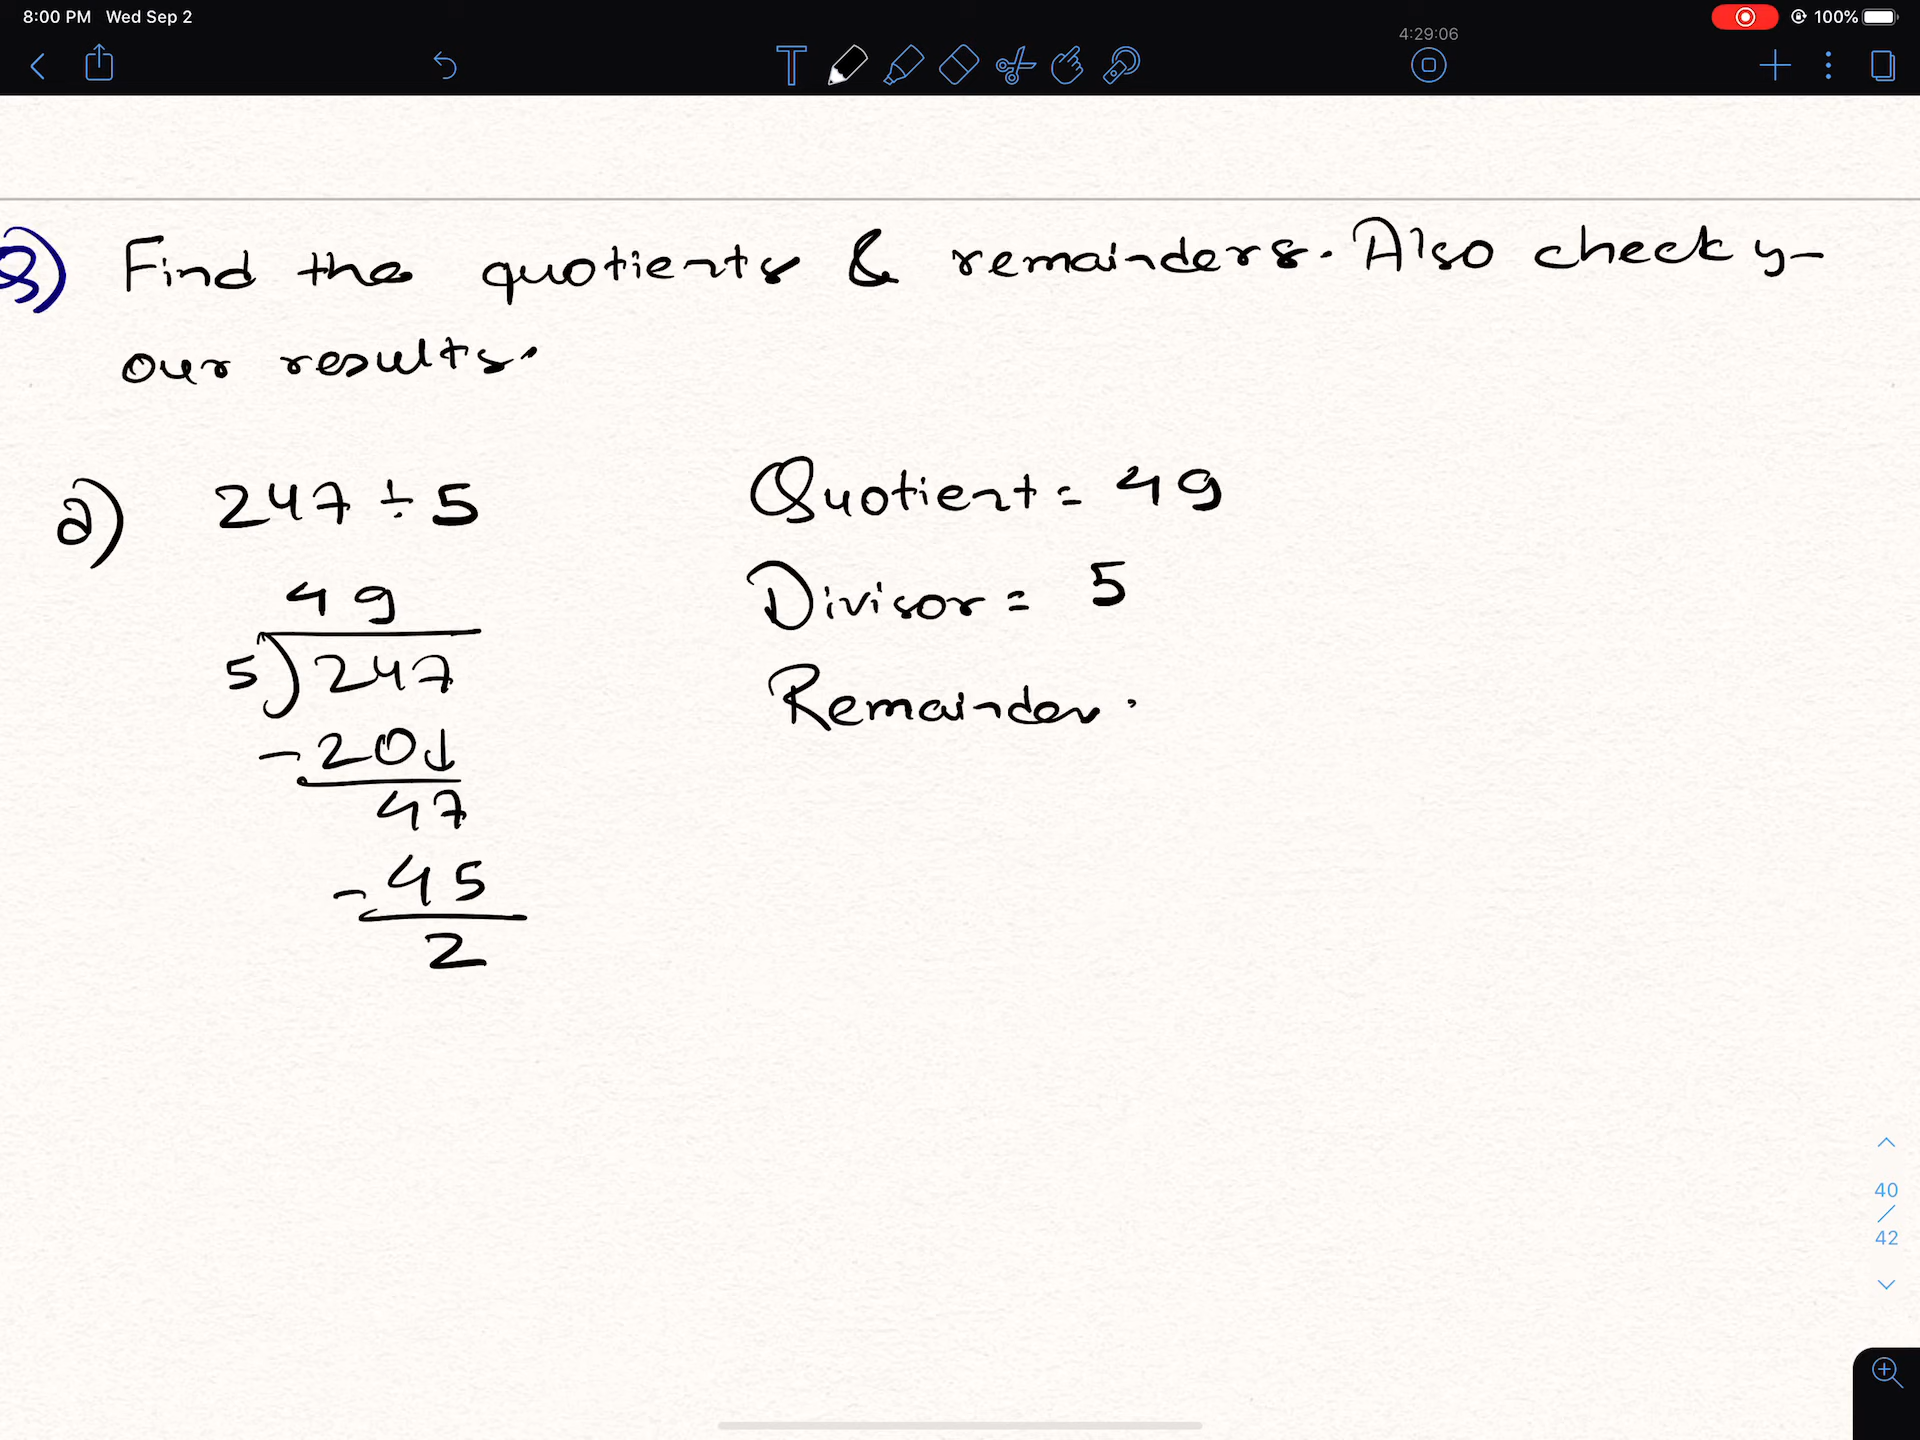 8:00 PM Wed Sep 2
100%
4:29:06
Q) Find the quotients & remainders. Also check y-
our results.
a) 247 ÷ 5
49
5)247
-20↓
47
-45
2
Quotient = 49
Divisor = 5
Remainder
40
/
42